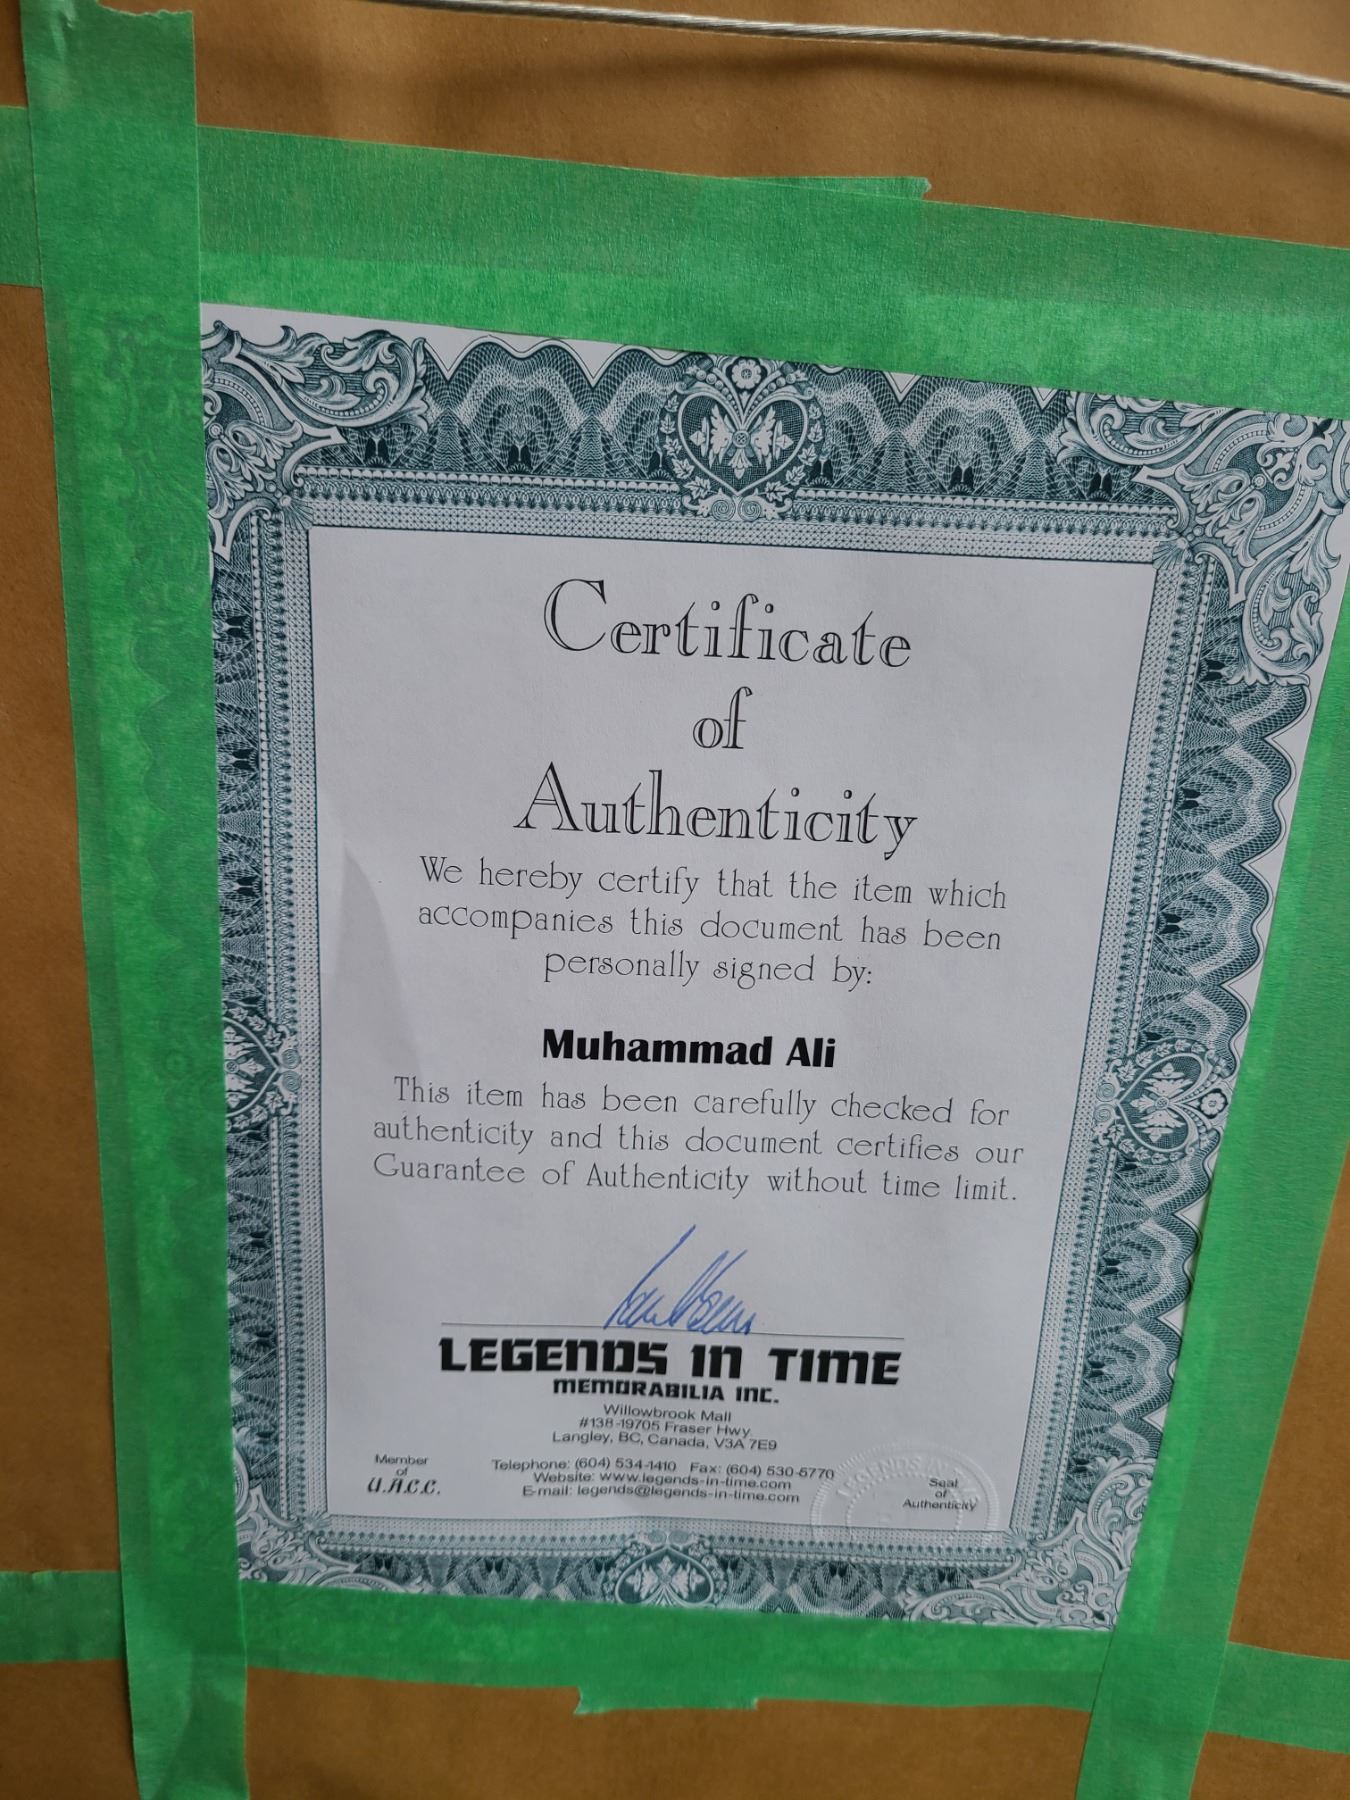 Certificate
of
Authenticity
We hereby certify that the item which
accompanies this document has been
personally signed by:
Muhammad Ali
This item has been carefully checked for
authenticity and this document certifies our
Guarantee of Authenticity without time limit.
LEGENDS IN TIME
MEMORABILIA INC.
Willowbrook Mall
#138-19705 Fraser Hwy
Langley, BC, Canada, V3A 7E9
Telephone: (604) 534-1410 Fax: (604) 530-5770
Website: www.legends-in-time.com
E-mail: legends@legends-in-time.com
Member
of
U.A.C.C.
Seal
of
Authenticity